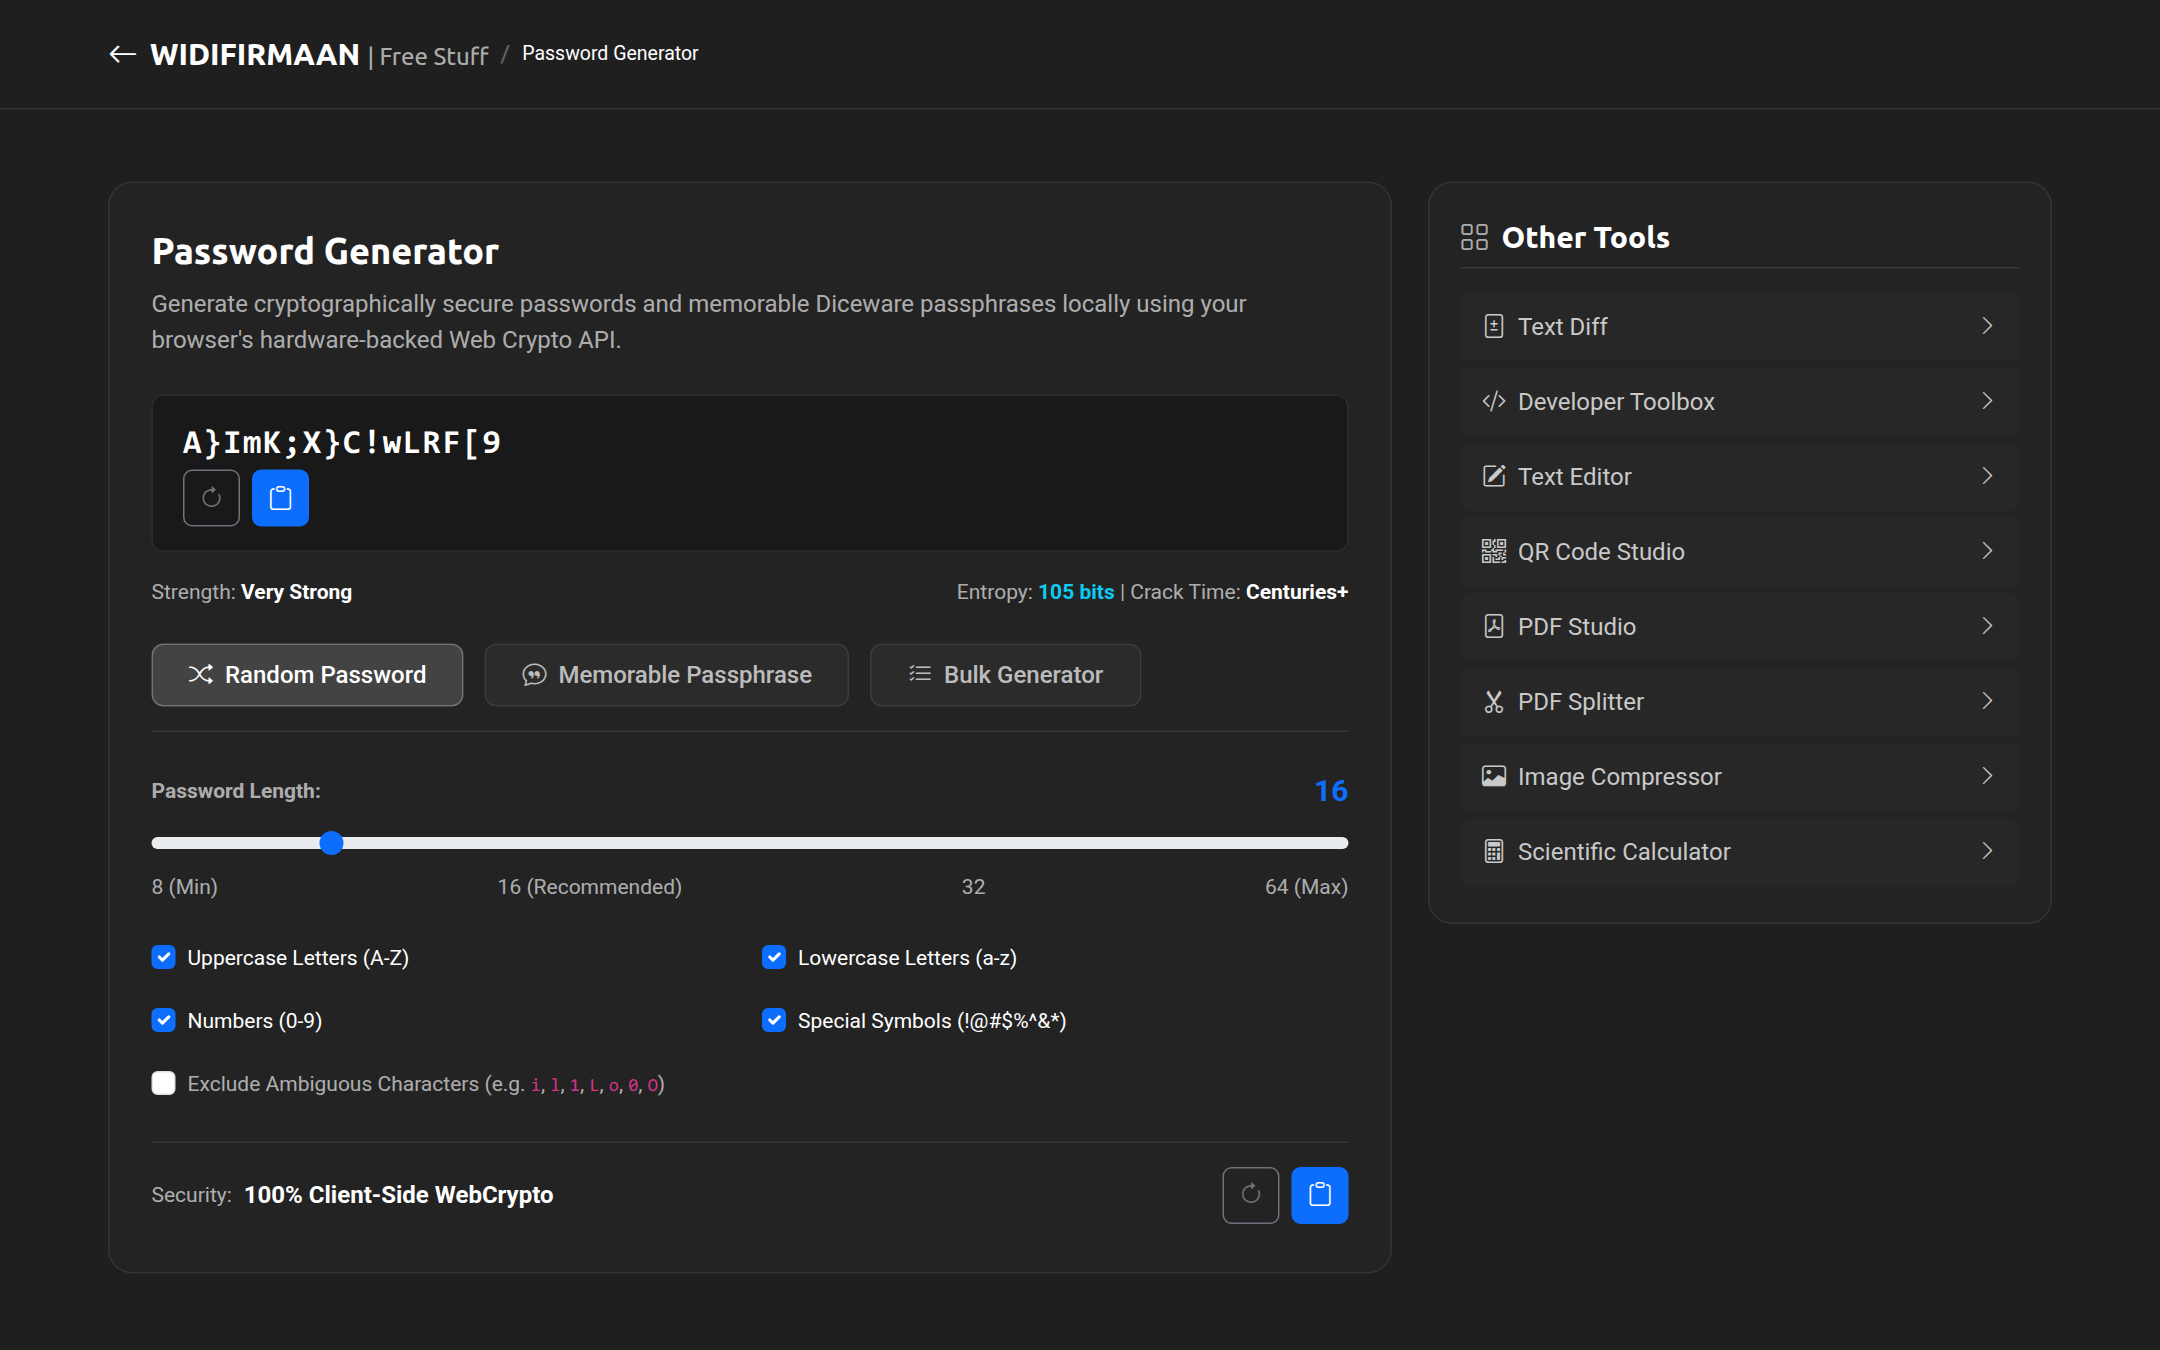 WIDIFIRMAAN | Free Stuff / Password Generator
Password Generator
Generate cryptographically secure passwords and memorable Diceware passphrases locally using your
browser's hardware-backed Web Crypto API.
A}ImK;X}C!wLRF[9
Strength: Very Strong
Entropy: 105 bits | Crack Time: Centuries+
Random Password
Memorable Passphrase
Bulk Generator
Password Length:
16
8 (Min)
16 (Recommended)
32
64 (Max)
Uppercase Letters (A-Z)
Lowercase Letters (a-z)
Numbers (0-9)
Special Symbols (!@#$%^&*)
Exclude Ambiguous Characters (e.g. i, l, 1, L, o, 0, O)
Security: 100% Client-Side WebCrypto
Other Tools
Text Diff
Developer Toolbox
Text Editor
QR Code Studio
PDF Studio
PDF Splitter
Image Compressor
Scientific Calculator